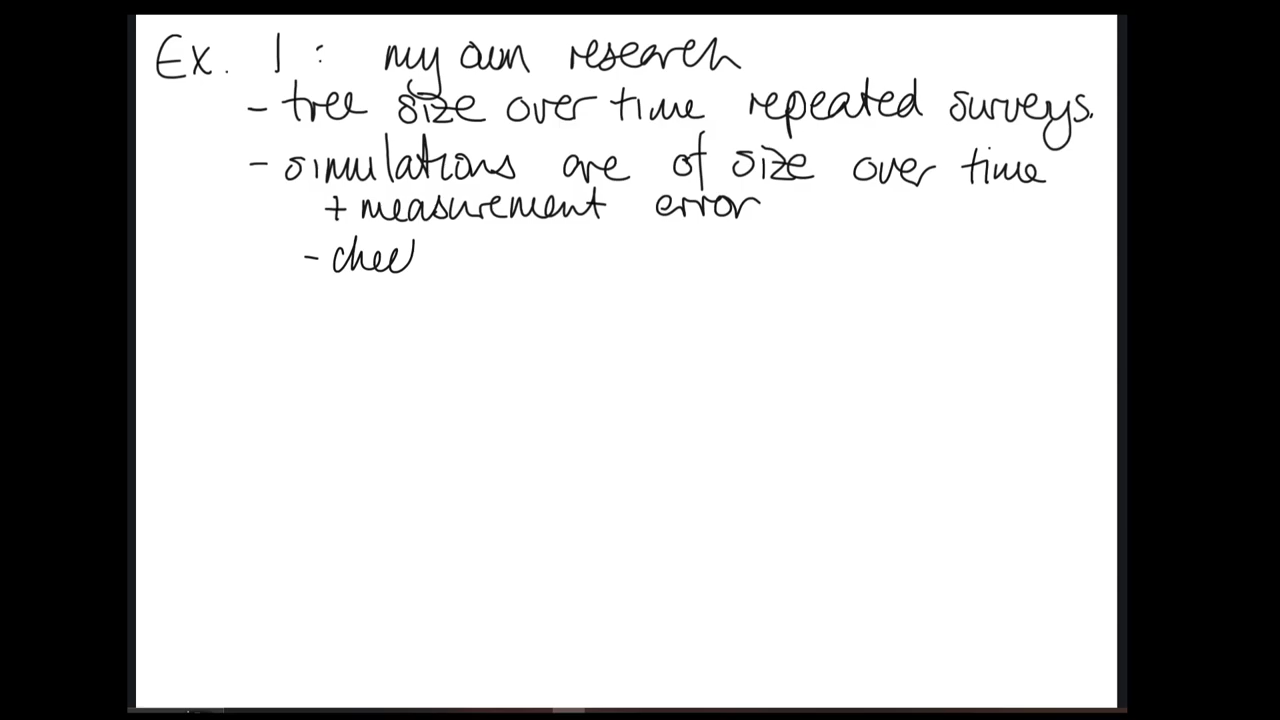 Ex. 1: my own research
- tree size over time repeated surveys.
- simulations are of size over time
+ measurement error
- chec